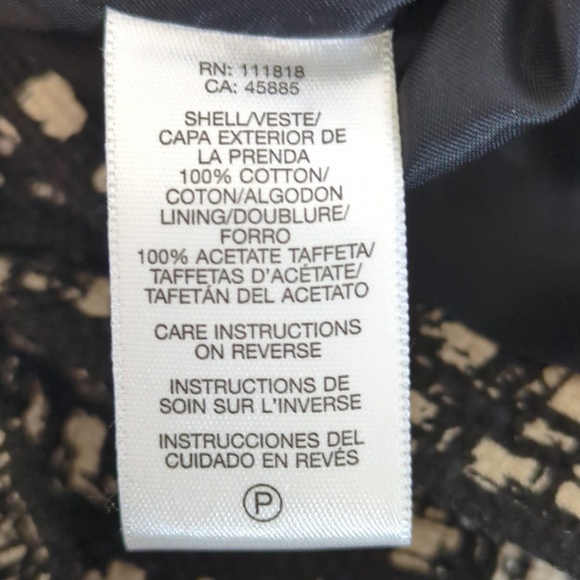 RN: 111818
CA: 45885
SHELL/VESTE/
CAPA EXTERIOR DE
LA PRENDA
100% COTTON/
COTON/ALGODON
LINING/DOUBLURE/
FORRO
100% ACETATE TAFFETA/
TAFFETAS D'ACÉTATE/
TAFETÁN DEL ACETATO
CARE INSTRUCTIONS
ON REVERSE
INSTRUCTIONS DE
SOIN SUR L'INVERSE
INSTRUCCIONES DEL
CUIDADO EN REVÉS
P